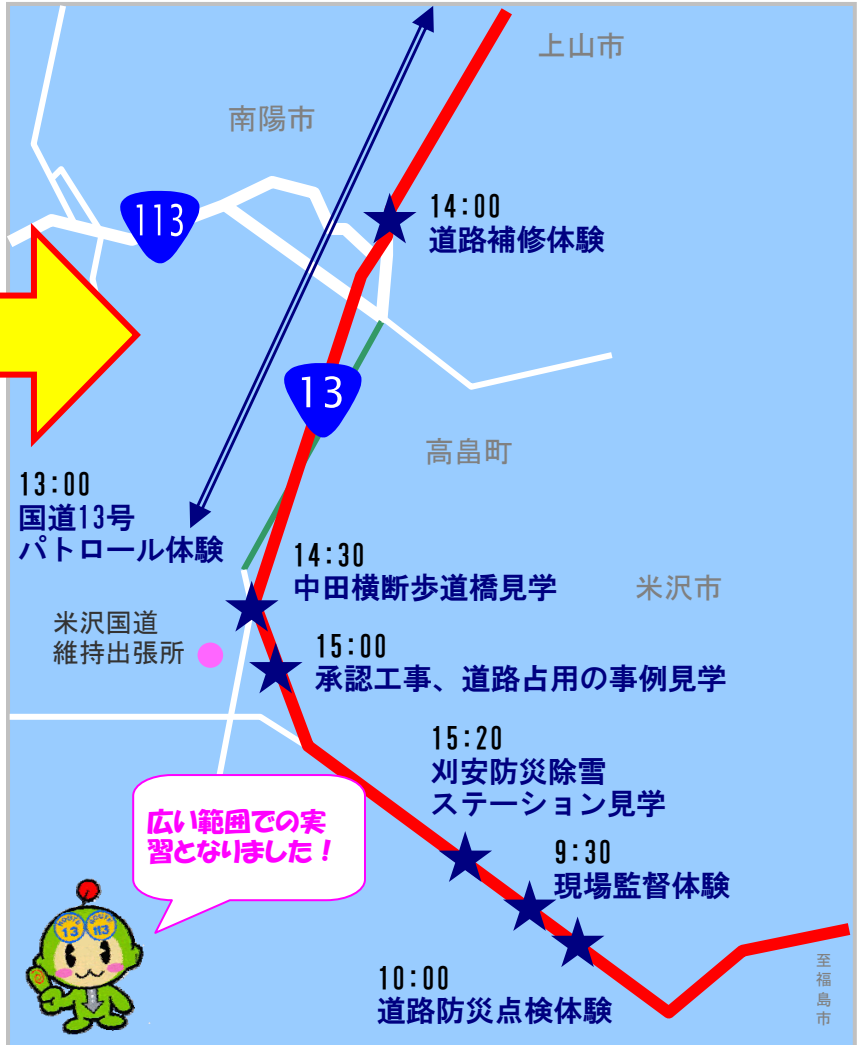 上山市
南陽市
113
14:00
道路補修体験
13
高畠町
13:00
国道13号
パトロール体験
14:30
中田横断歩道橋見学
米沢市
米沢国道
維持出張所
15:00
承認工事、道路占用の事例見学
15:20
刈安防災除雪
ステーション見学
広い範囲での実
習となりました！
9:30
現場監督体験
ROUTE
13
ROUTE
113
10:00
道路防災点検体験
至福島市